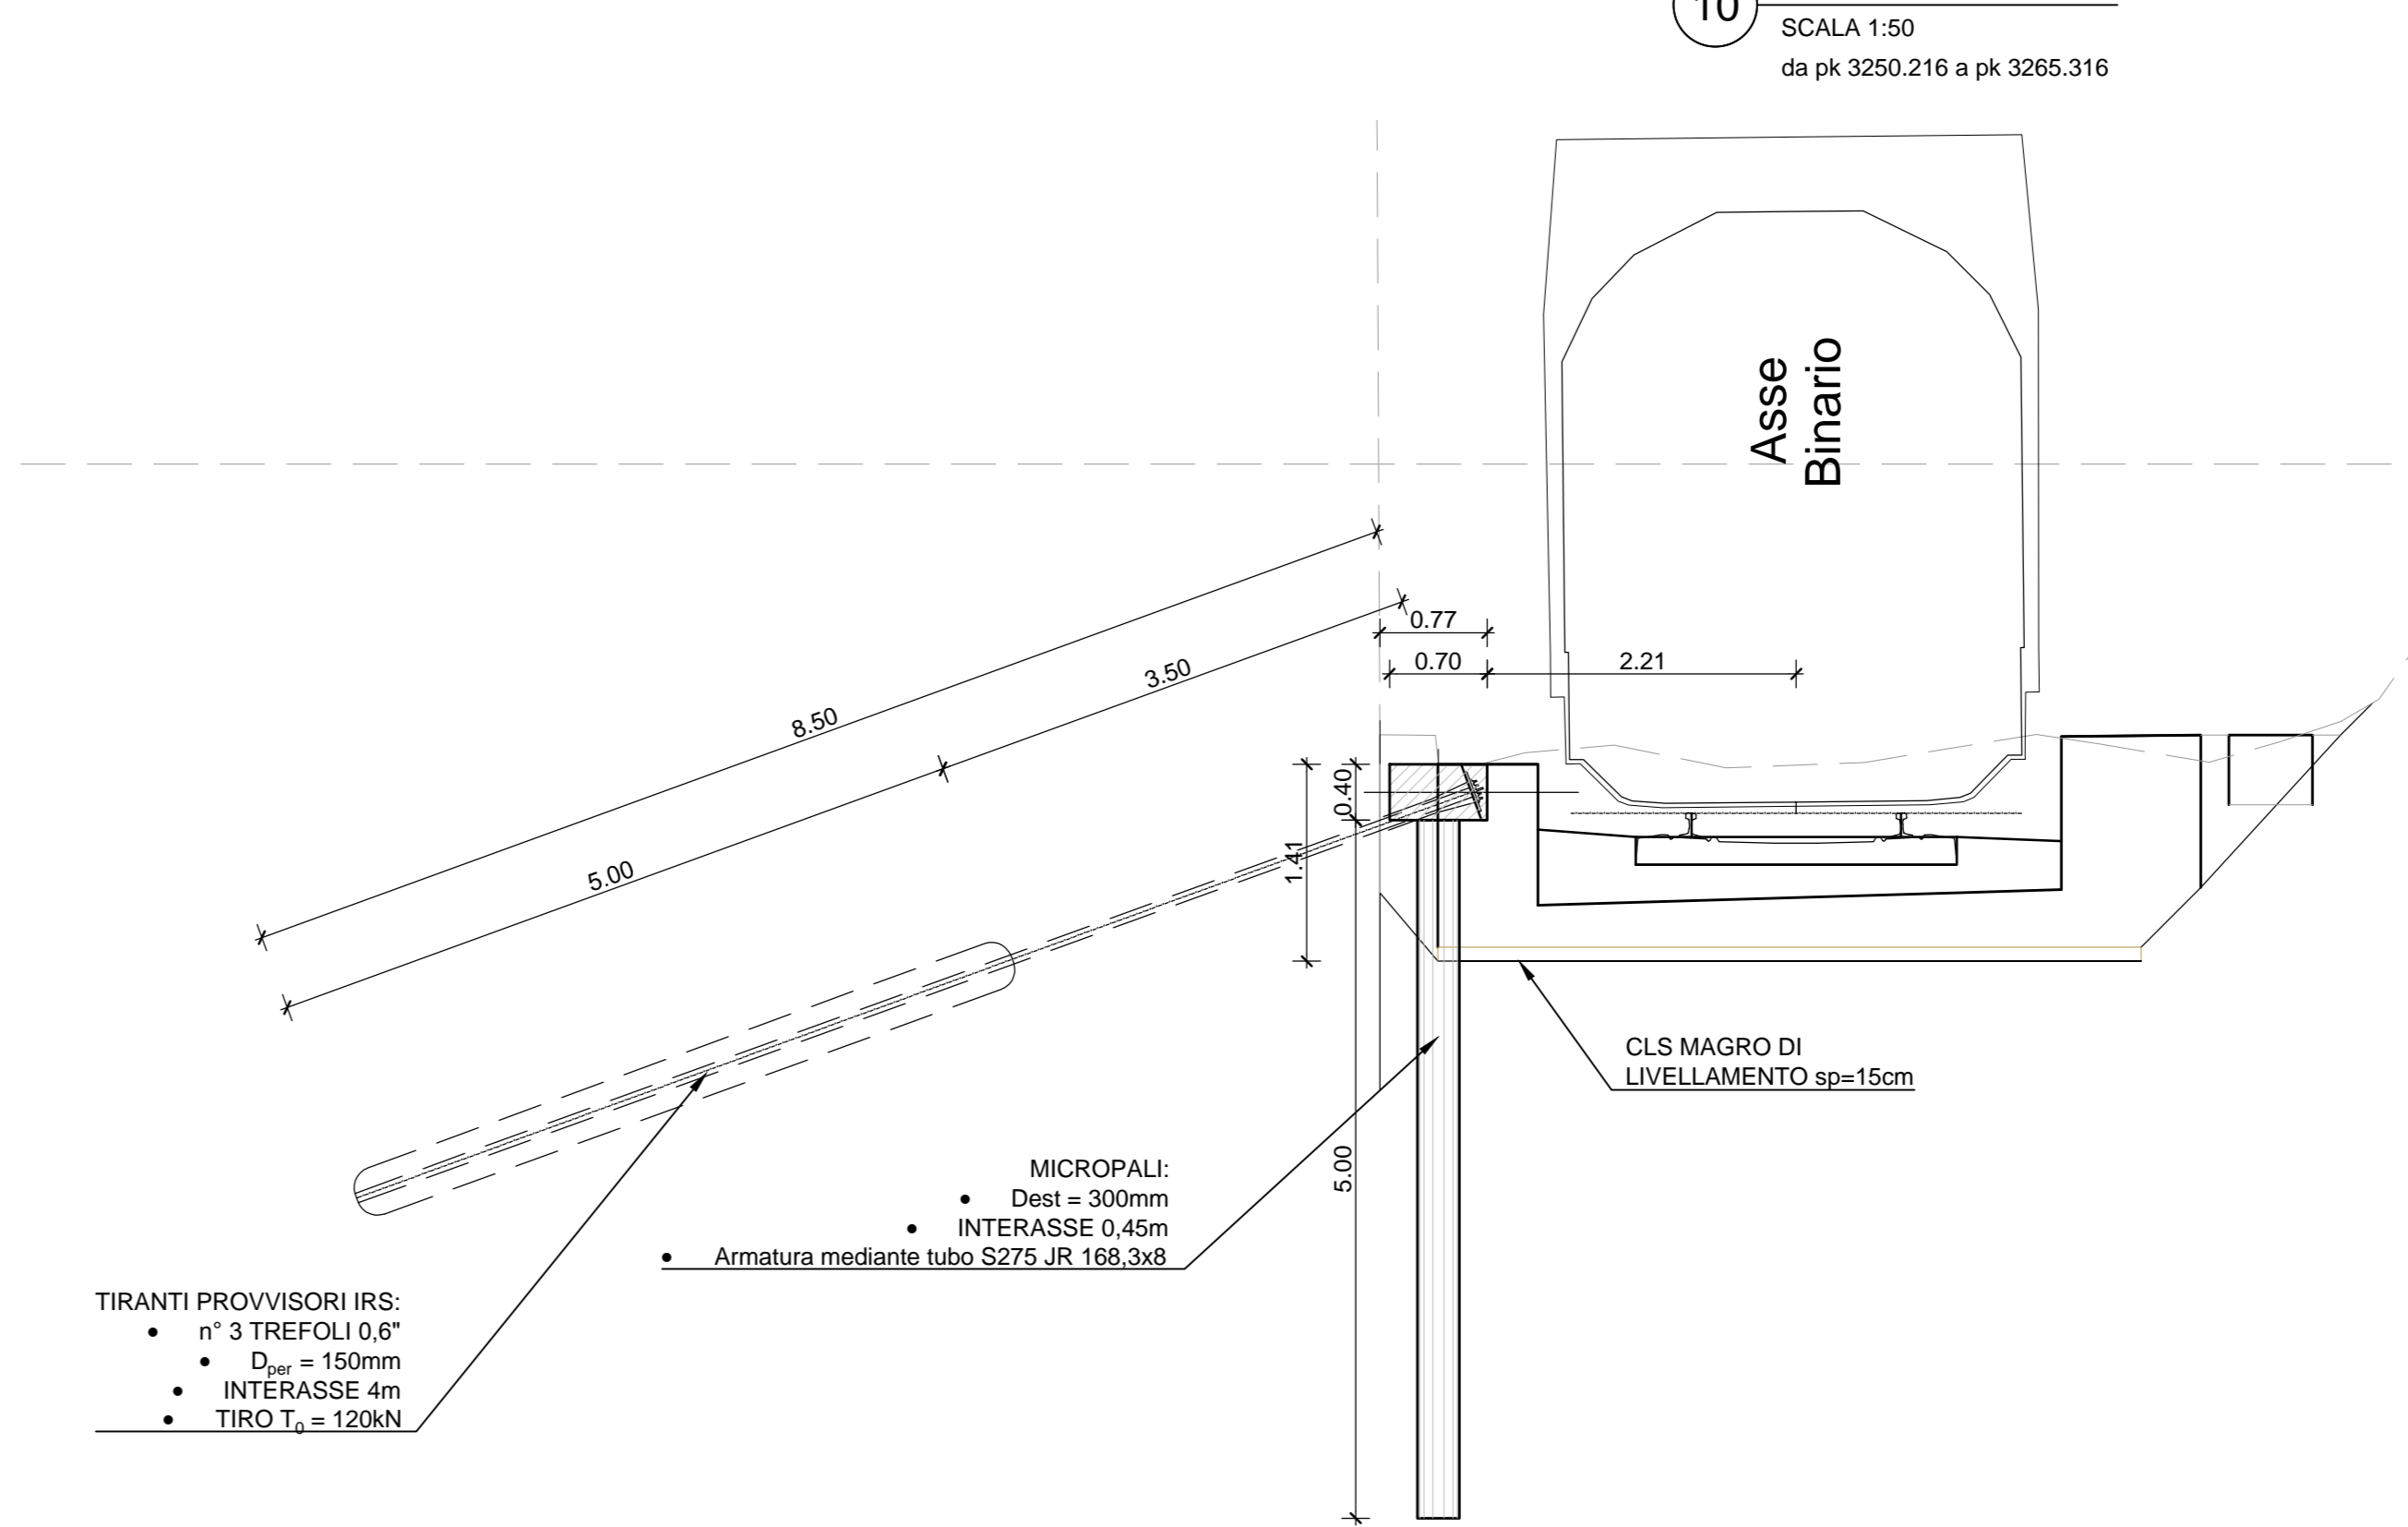 10
SCALA 1:50
da pk 3250.216 a pk 3265.316
Asse
Binario
0.77
0.70
2.21
3.50
8.50
5.00
0.40
1.41
5.00
CLS MAGRO DI
LIVELLAMENTO sp=15cm
MICROPALI:
• Dest = 300mm
• INTERASSE 0,45m
• Armatura mediante tubo S275 JR 168,3x8
TIRANTI PROVVISORI IRS:
• n° 3 TREFOLI 0,6"
• Dper = 150mm
• INTERASSE 4m
• TIRO T0 = 120kN